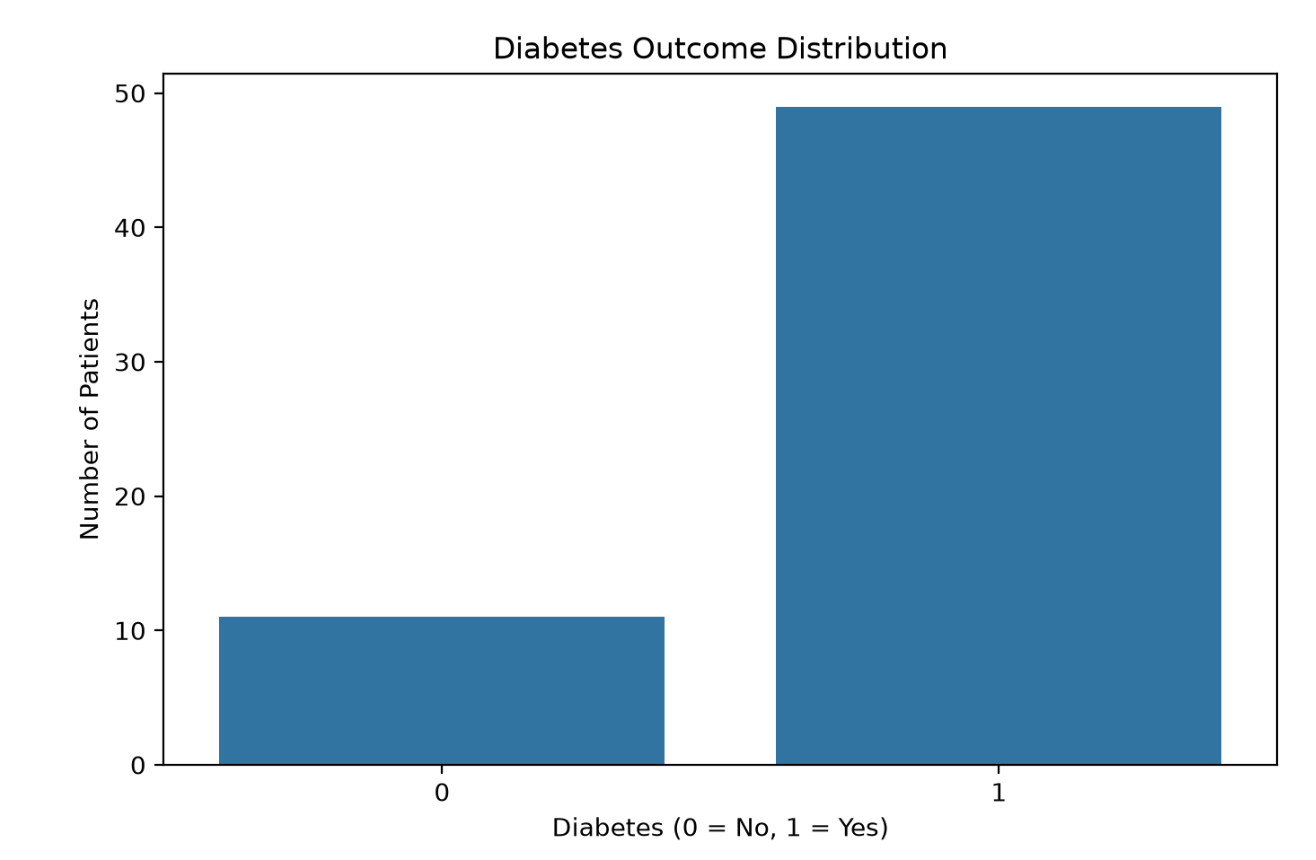 Diabetes Outcome Distribution
50
40
30
20
10
0
Number of Patients
0 1
Diabetes (0 = No, 1 = Yes)